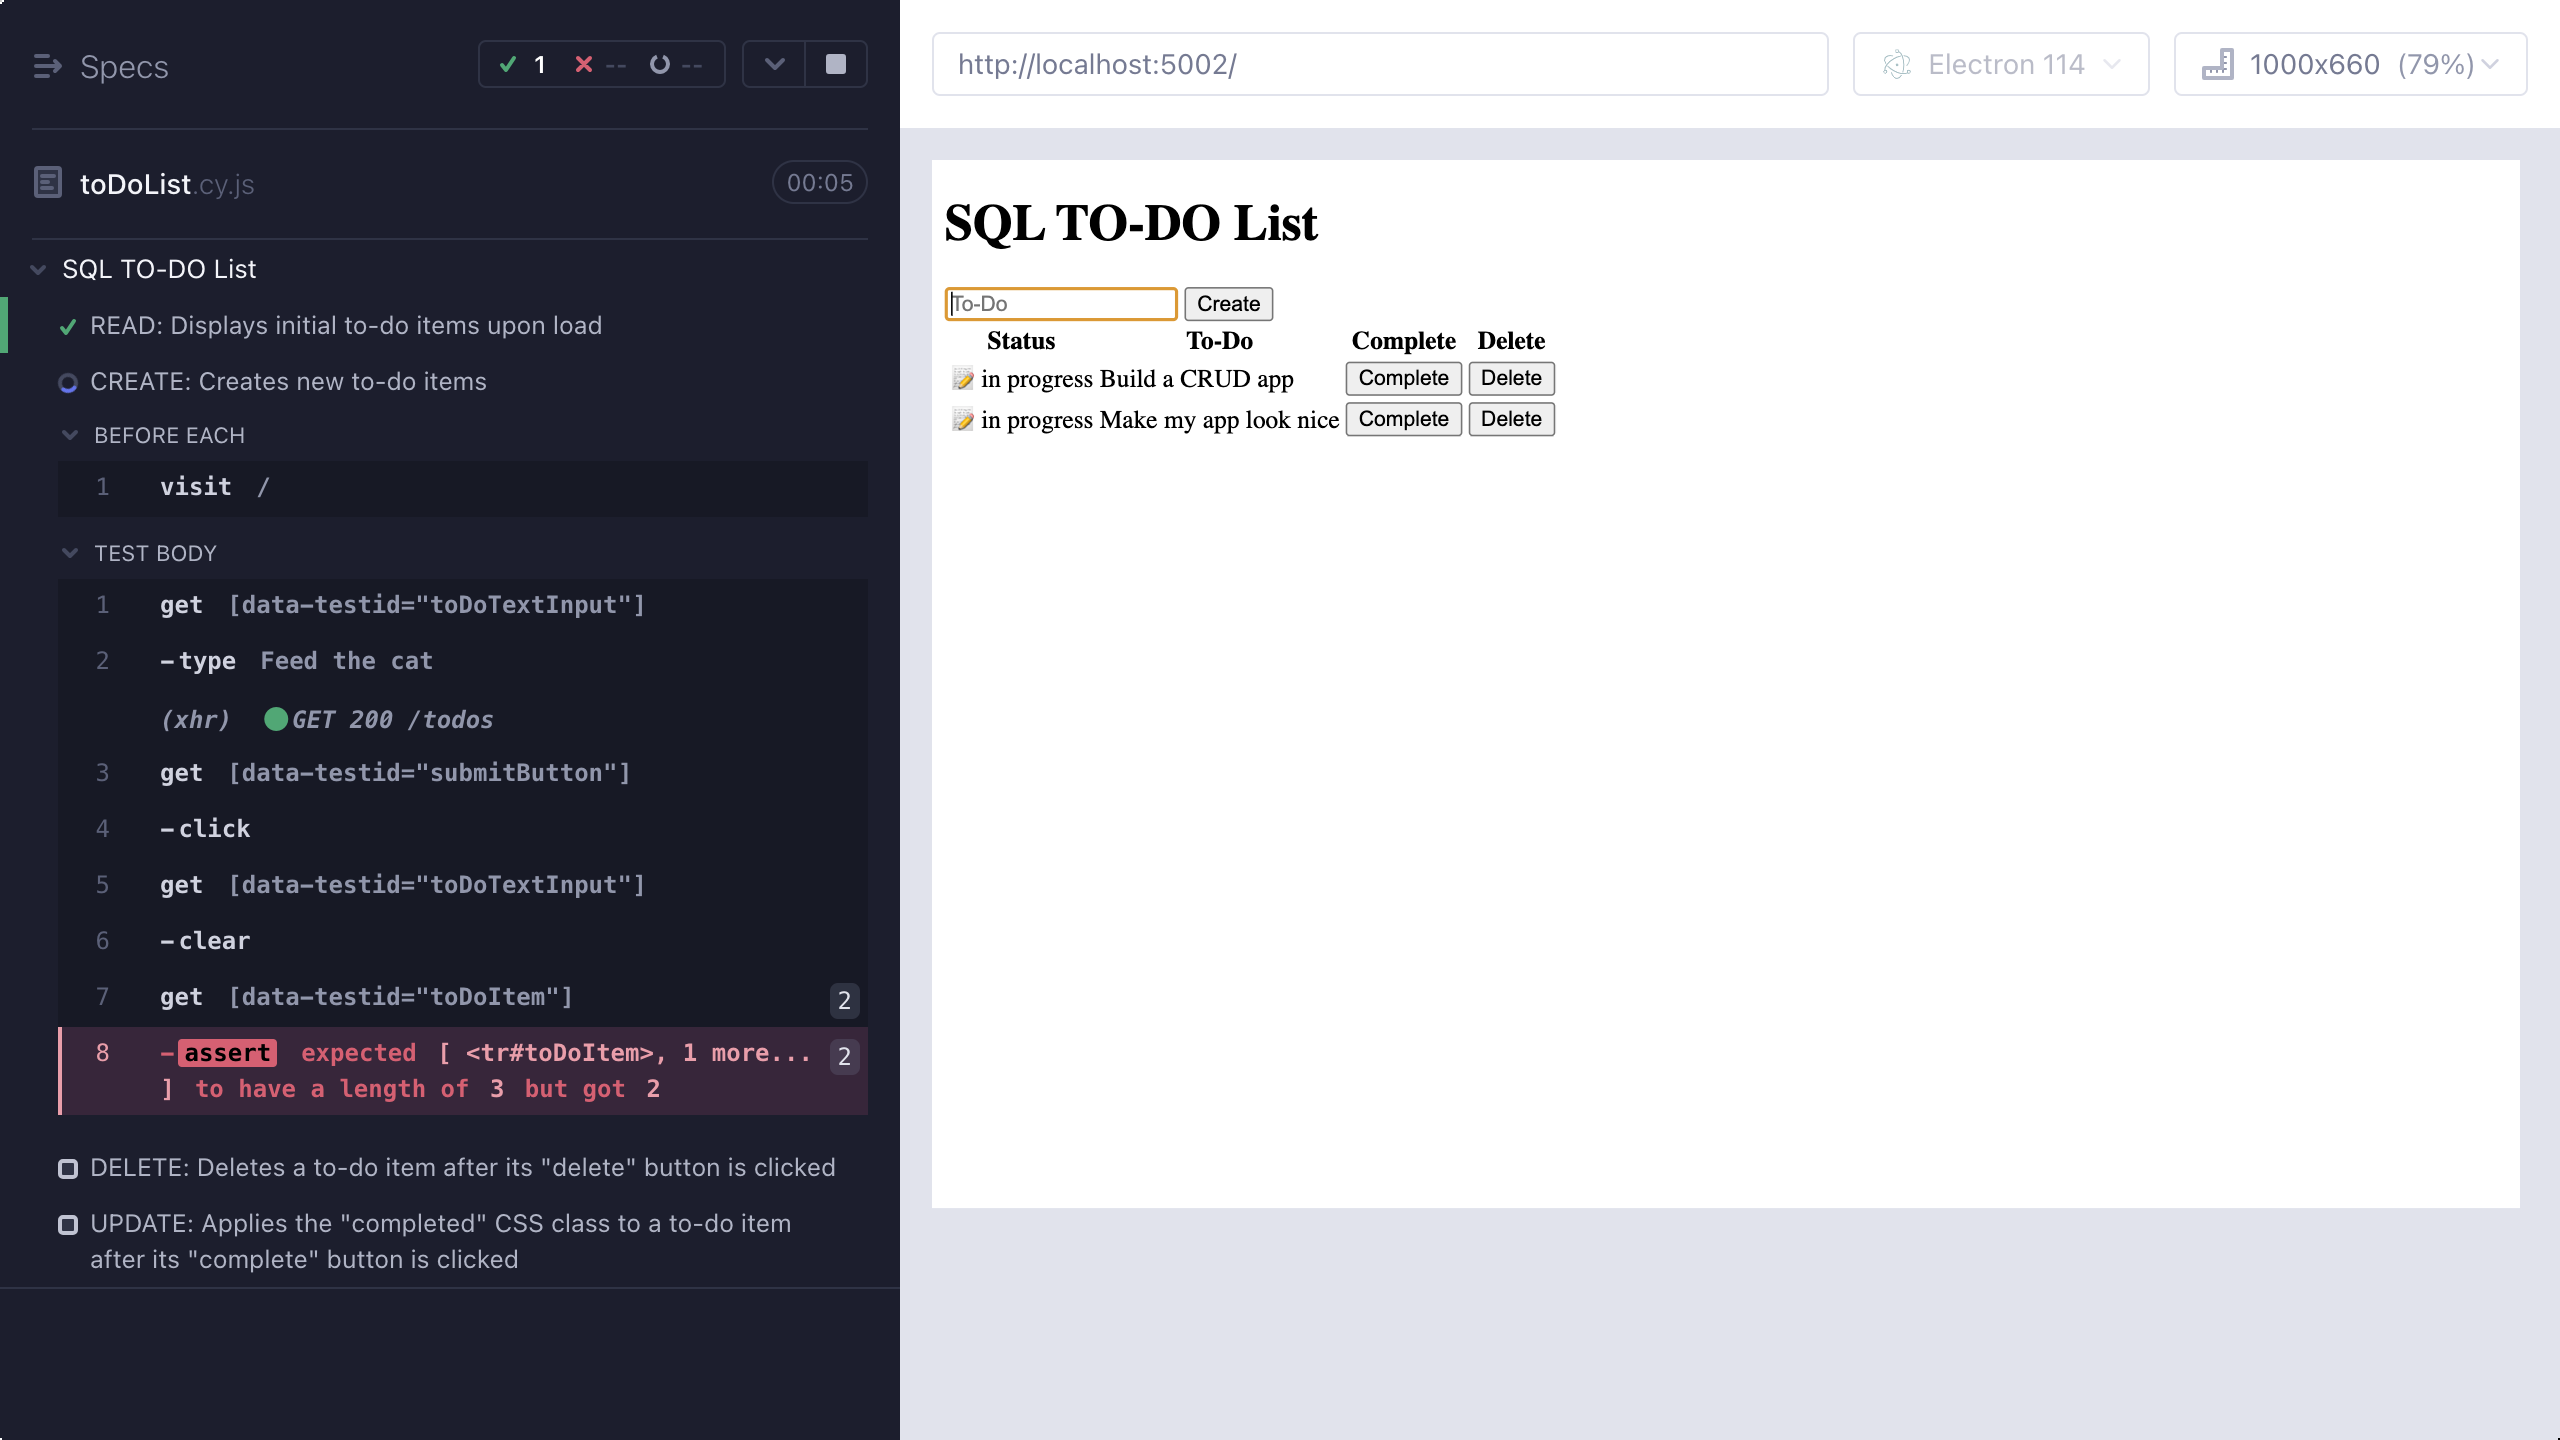 Specs
1 -- --
toDoList.cy.js
00:05
SQL TO-DO List
READ: Displays initial to-do items upon load
CREATE: Creates new to-do items
BEFORE EACH
1 visit /
TEST BODY
1 get [data-testid="toDoTextInput"]
2 -type Feed the cat
(xhr) GET 200 /todos
3 get [data-testid="submitButton"]
4 -click
5 get [data-testid="toDoTextInput"]
6 -clear
7 get [data-testid="toDoItem"] 2
8 -assert expected [ <tr#toDoItem>, 1 more... 2
] to have a length of 3 but got 2
DELETE: Deletes a to-do item after its "delete" button is clicked
UPDATE: Applies the "completed" CSS class to a to-do item
after its "complete" button is clicked
http://localhost:5002/
Electron 114
1000x660 (79%)
SQL TO-DO List
To-Do Create
Status To-Do Complete Delete
📝 in progress Build a CRUD app Complete Delete
📝 in progress Make my app look nice Complete Delete